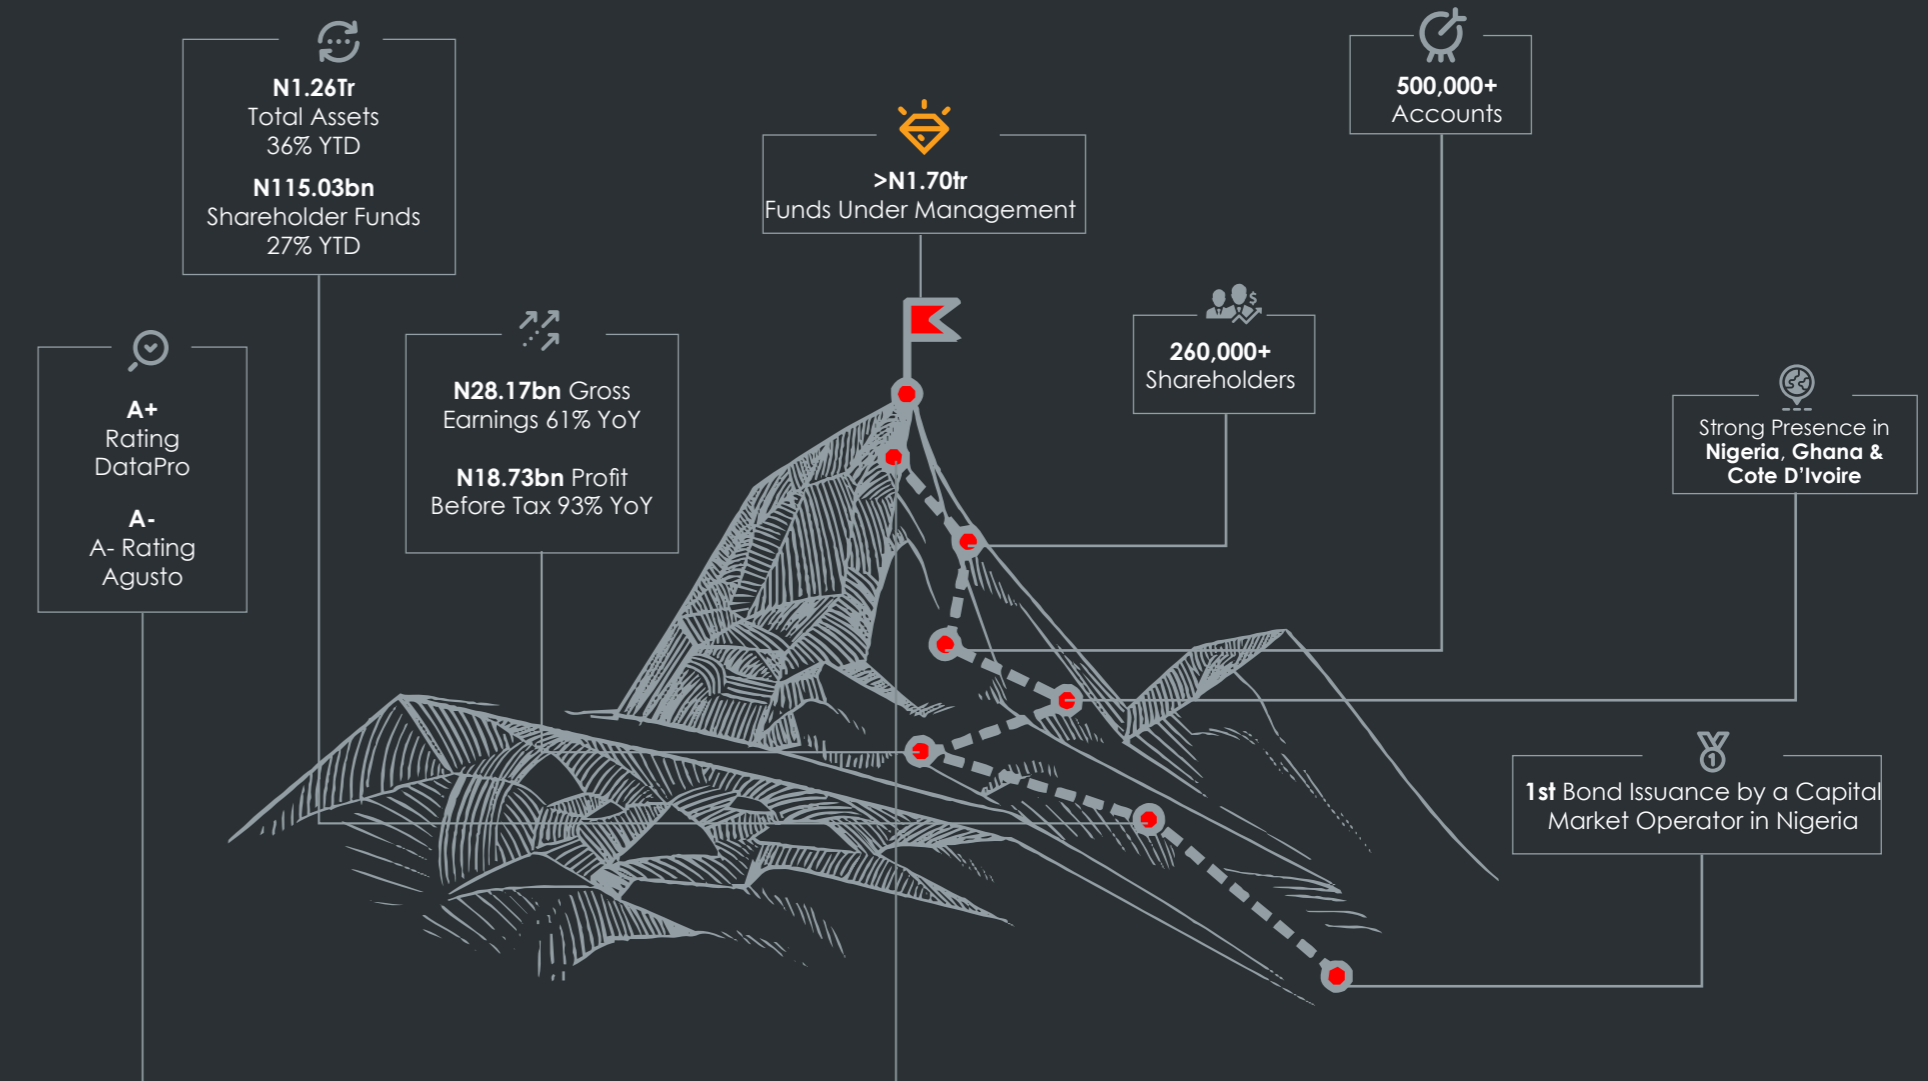 N1.26Tr
Total Assets
36% YTD
N115.03bn
Shareholder Funds
27% YTD
>N1.70tr
Funds Under Management
500,000+
Accounts
A+
Rating
DataPro
A-
A- Rating
Agusto
N28.17bn Gross
Earnings 61% YoY
N18.73bn Profit
Before Tax 93% YoY
$
260,000+
Shareholders
Strong Presence in
Nigeria, Ghana &
Cote D’Ivoire
1
1st Bond Issuance by a Capital
Market Operator in Nigeria